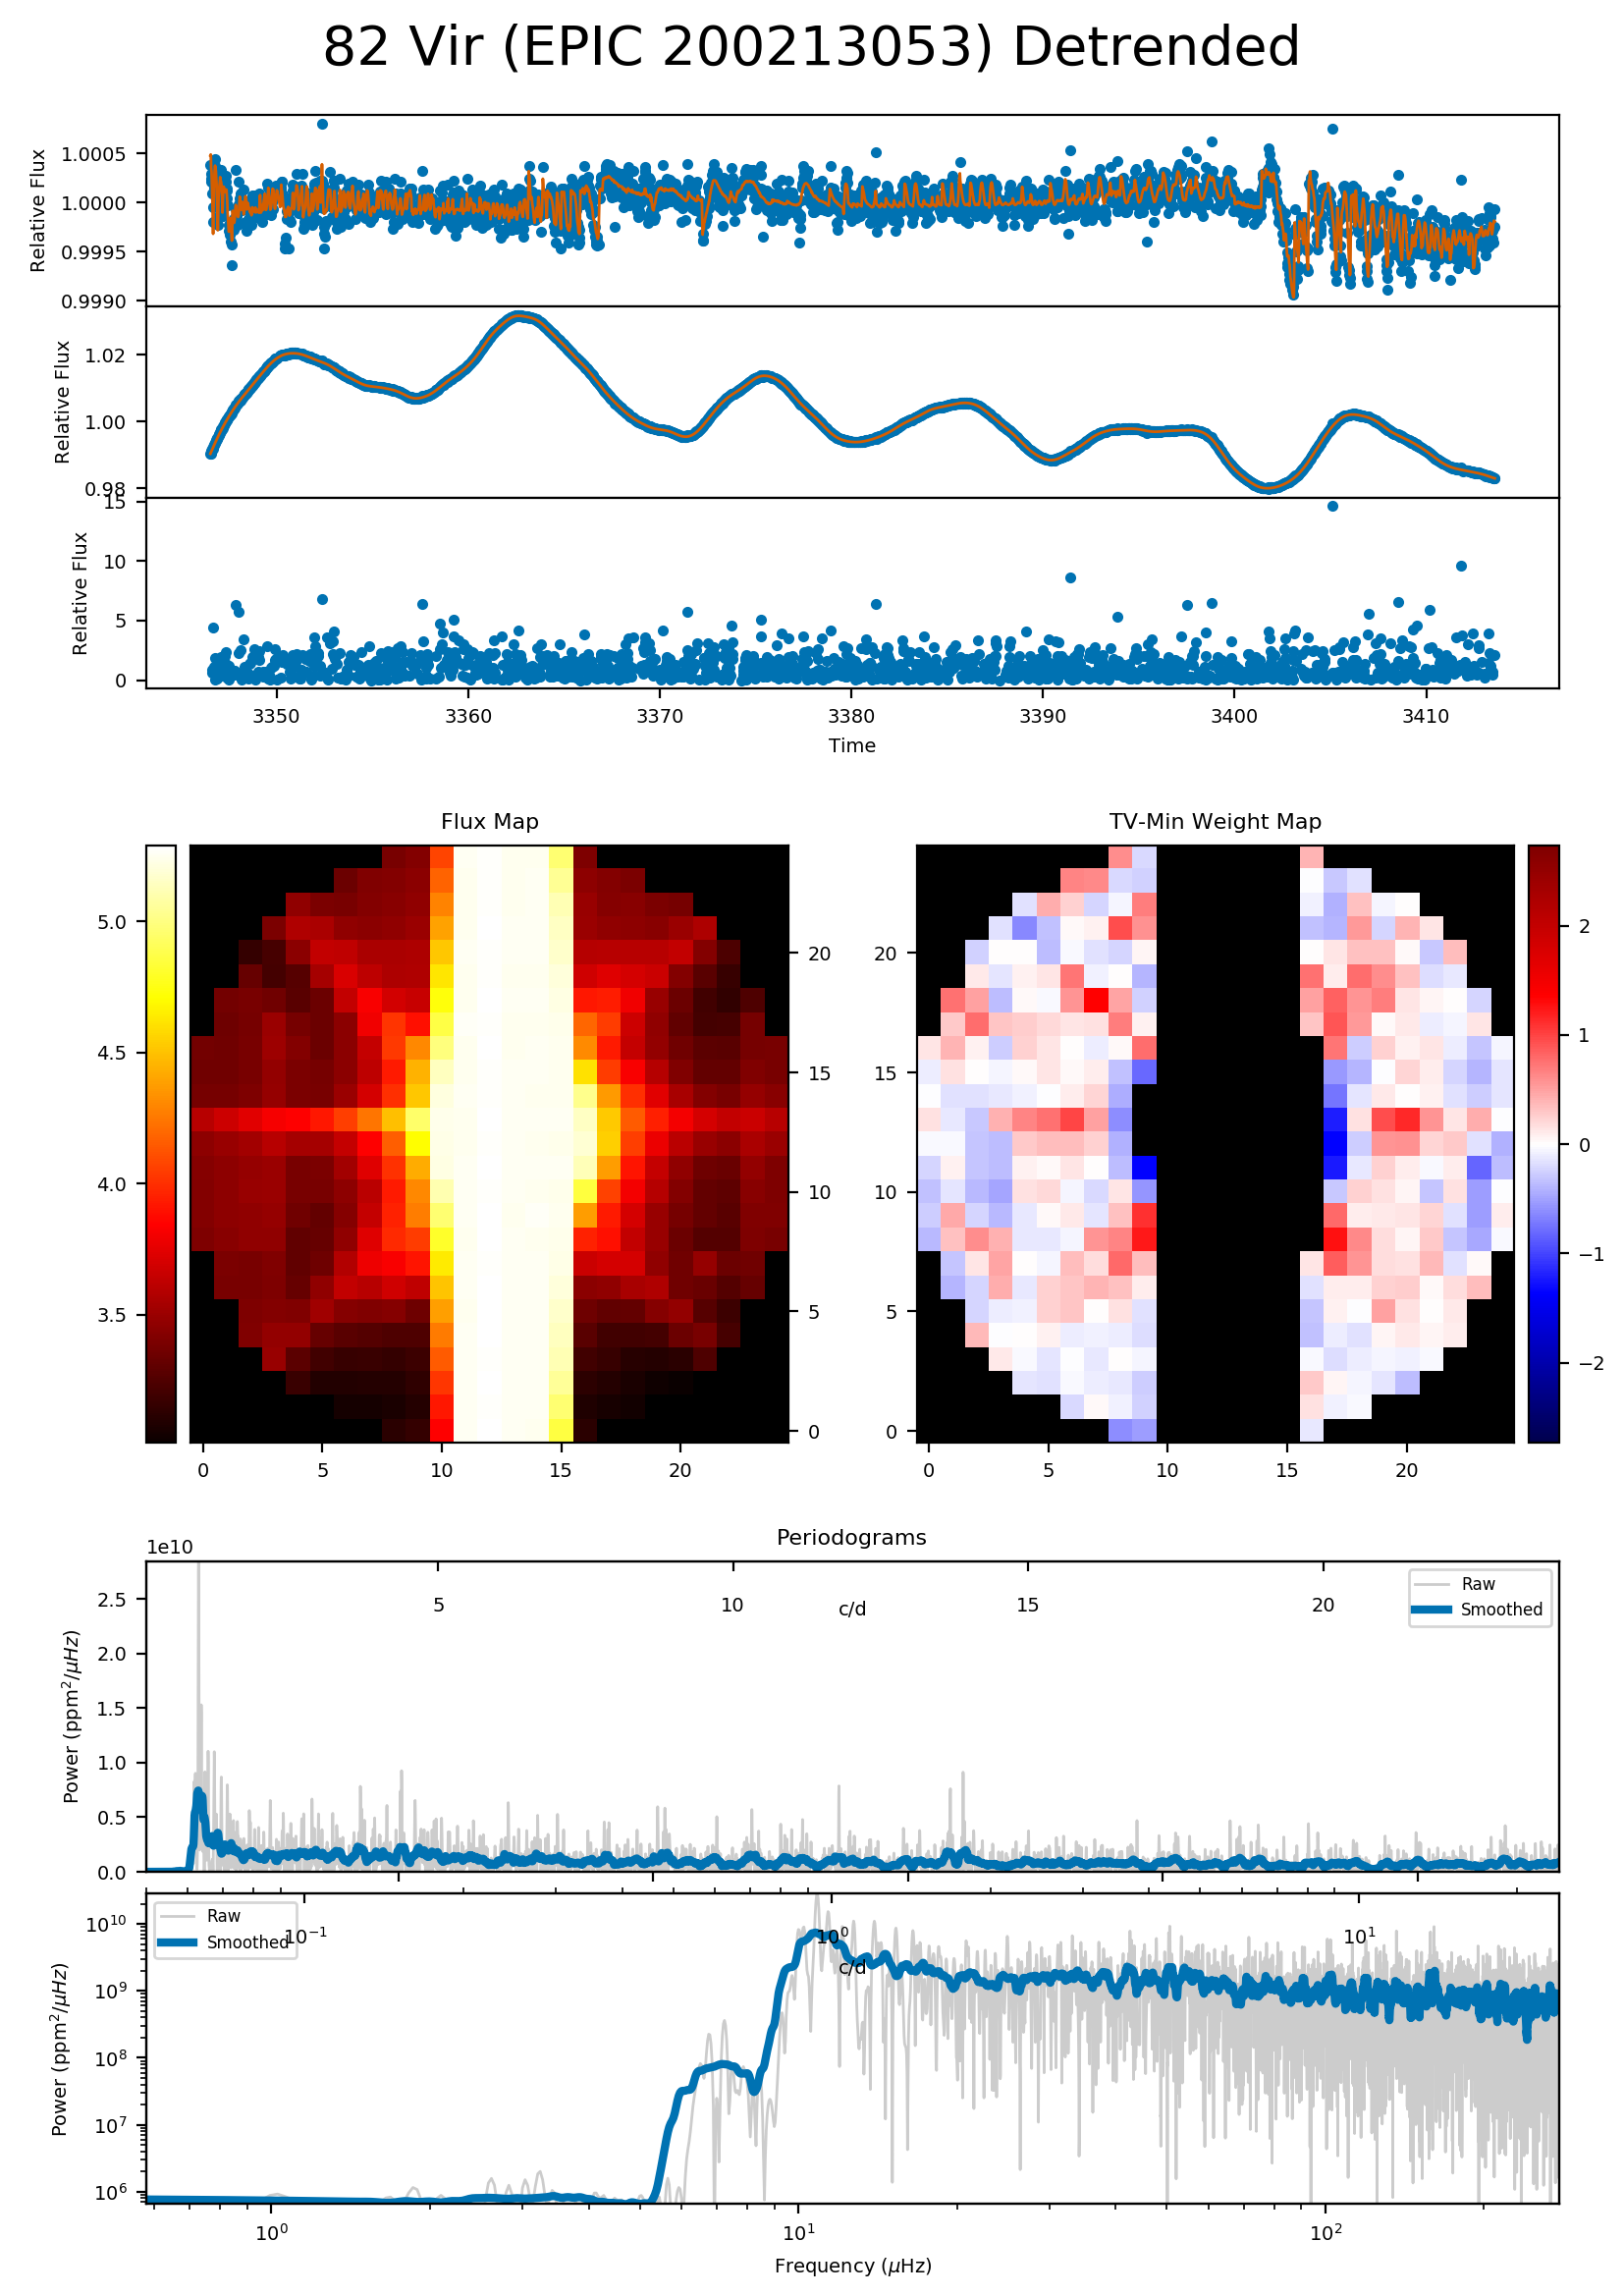 82 Vir (EPIC 200213053) Detrended
Relative Flux
1.0005
1.0000
0.9995
0.9990
Relative Flux
1.02
1.00
0.98
Relative Flux
15
10
5
0
3350 3360 3370 3380 3390 3400 3410
Time
Flux Map
5.0
4.5
4.0
3.5
20
15
10
5
0
0 5 10 15 20
TV-Min Weight Map
20
15
10
5
0
0 5 10 15 20
2
1
0
−1
−2
Periodograms
1e10
5 10 15 20
c/d
Raw
Smoothed
Power (ppm²/μHz)
2.5
2.0
1.5
1.0
0.5
0.0
Raw
Smoothed
10⁻¹ 10⁰ 10¹
c/d
Power (ppm²/μHz)
10¹⁰
10⁹
10⁸
10⁷
10⁶
10⁰ 10¹ 10²
Frequency (μHz)